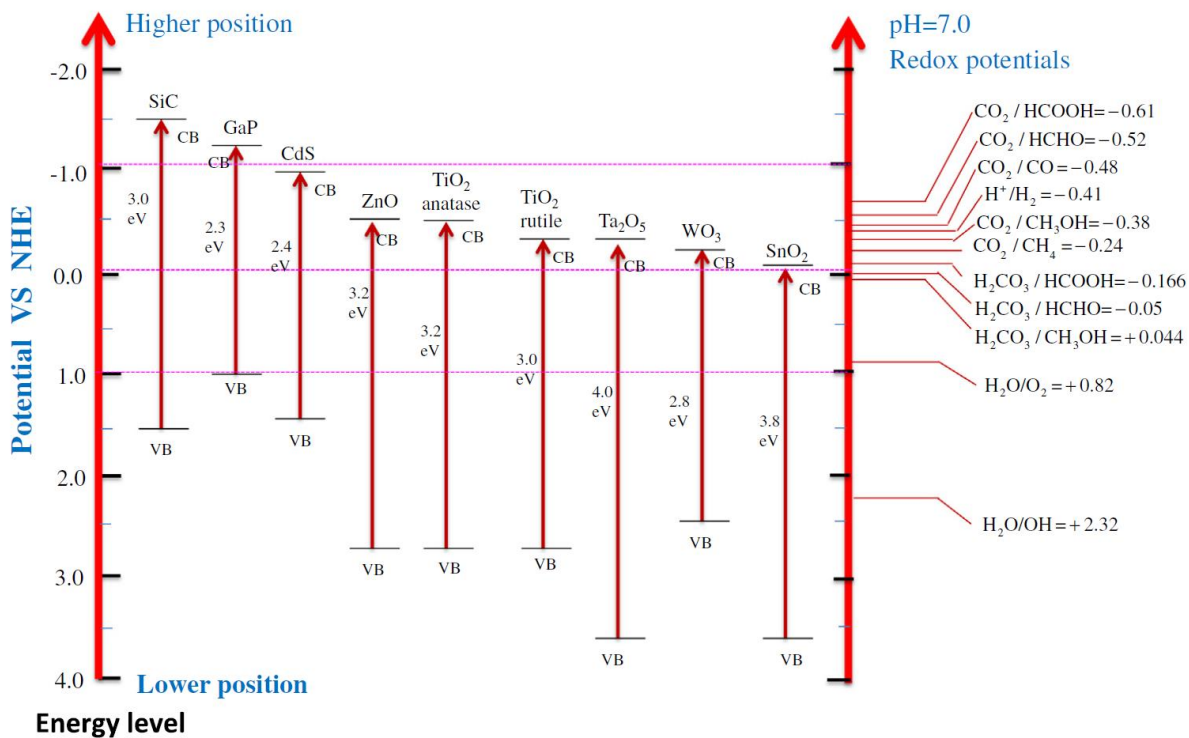 Higher position
pH=7.0
Redox potentials
Potential VS NHE
-2.0
-1.0
0.0
1.0
2.0
3.0
4.0
SiC
CB
3.0
eV
VB
GaP
CB
2.3
eV
VB
CdS
CB
2.4
eV
VB
ZnO
CB
3.2
eV
VB
TiO₂
anatase
CB
3.2
eV
VB
TiO₂
rutile
CB
3.0
eV
VB
Ta₂O₅
CB
4.0
eV
VB
WO₃
CB
2.8
eV
VB
SnO₂
CB
3.8
eV
VB
CO₂ / HCOOH=−0.61
CO₂ / HCHO=−0.52
CO₂ / CO=−0.48
H⁺/H₂=−0.41
CO₂ / CH₃OH=−0.38
CO₂ / CH₄=−0.24
H₂CO₃ / HCOOH=−0.166
H₂CO₃ / HCHO=−0.05
H₂CO₃ / CH₃OH=+0.044
H₂O/O₂=+0.82
H₂O/OH=+2.32
Lower position
Energy level